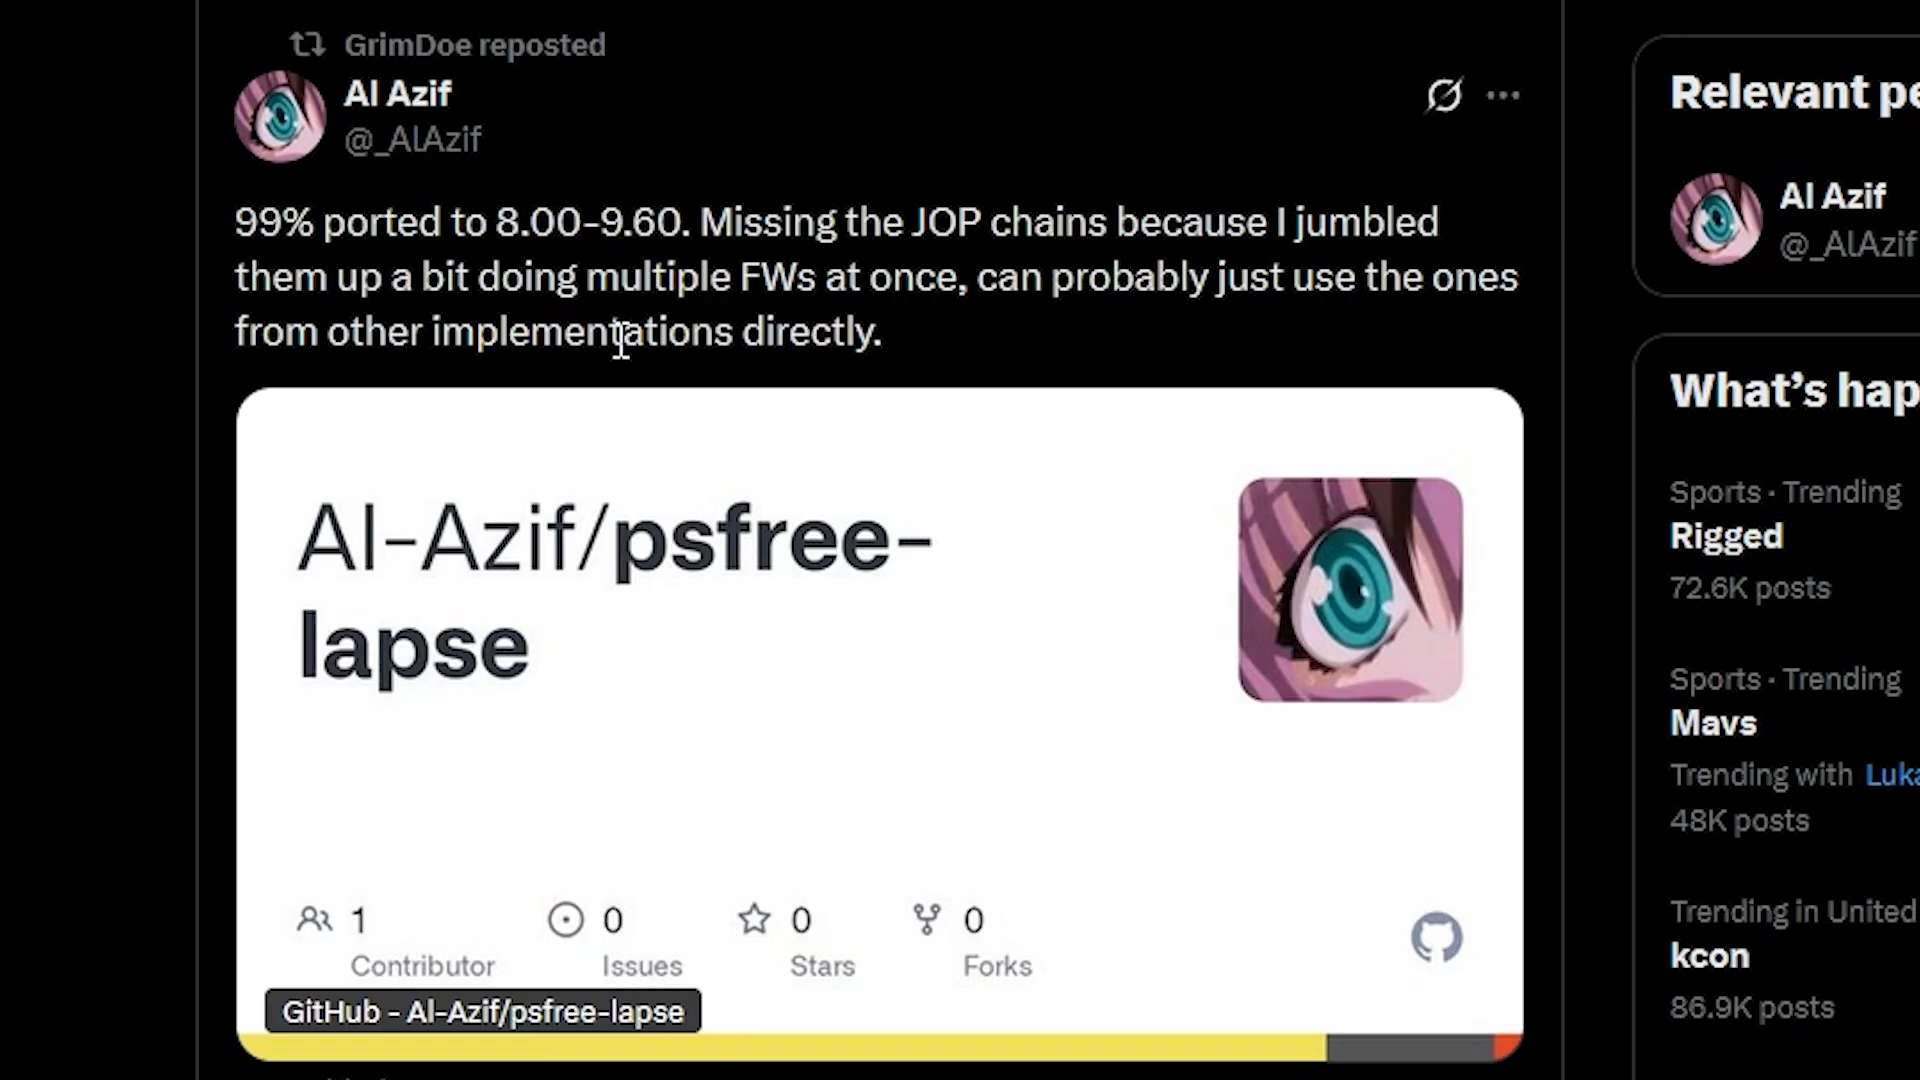 GrimDoe reposted
Al Azif
@_AlAzif
99% ported to 8.00-9.60. Missing the JOP chains because I jumbled
them up a bit doing multiple FWs at once, can probably just use the ones
from other implementations directly.
Al-Azif/psfree-
lapse
1
Contributor
0
Issues
0
Stars
0
Forks
GitHub - Al-Azif/psfree-lapse
Relevant pe
Al Azif
@_AlAzif
What's hap
Sports · Trending
Rigged
72.6K posts
Sports · Trending
Mavs
Trending with Luka
48K posts
Trending in United
kcon
86.9K posts